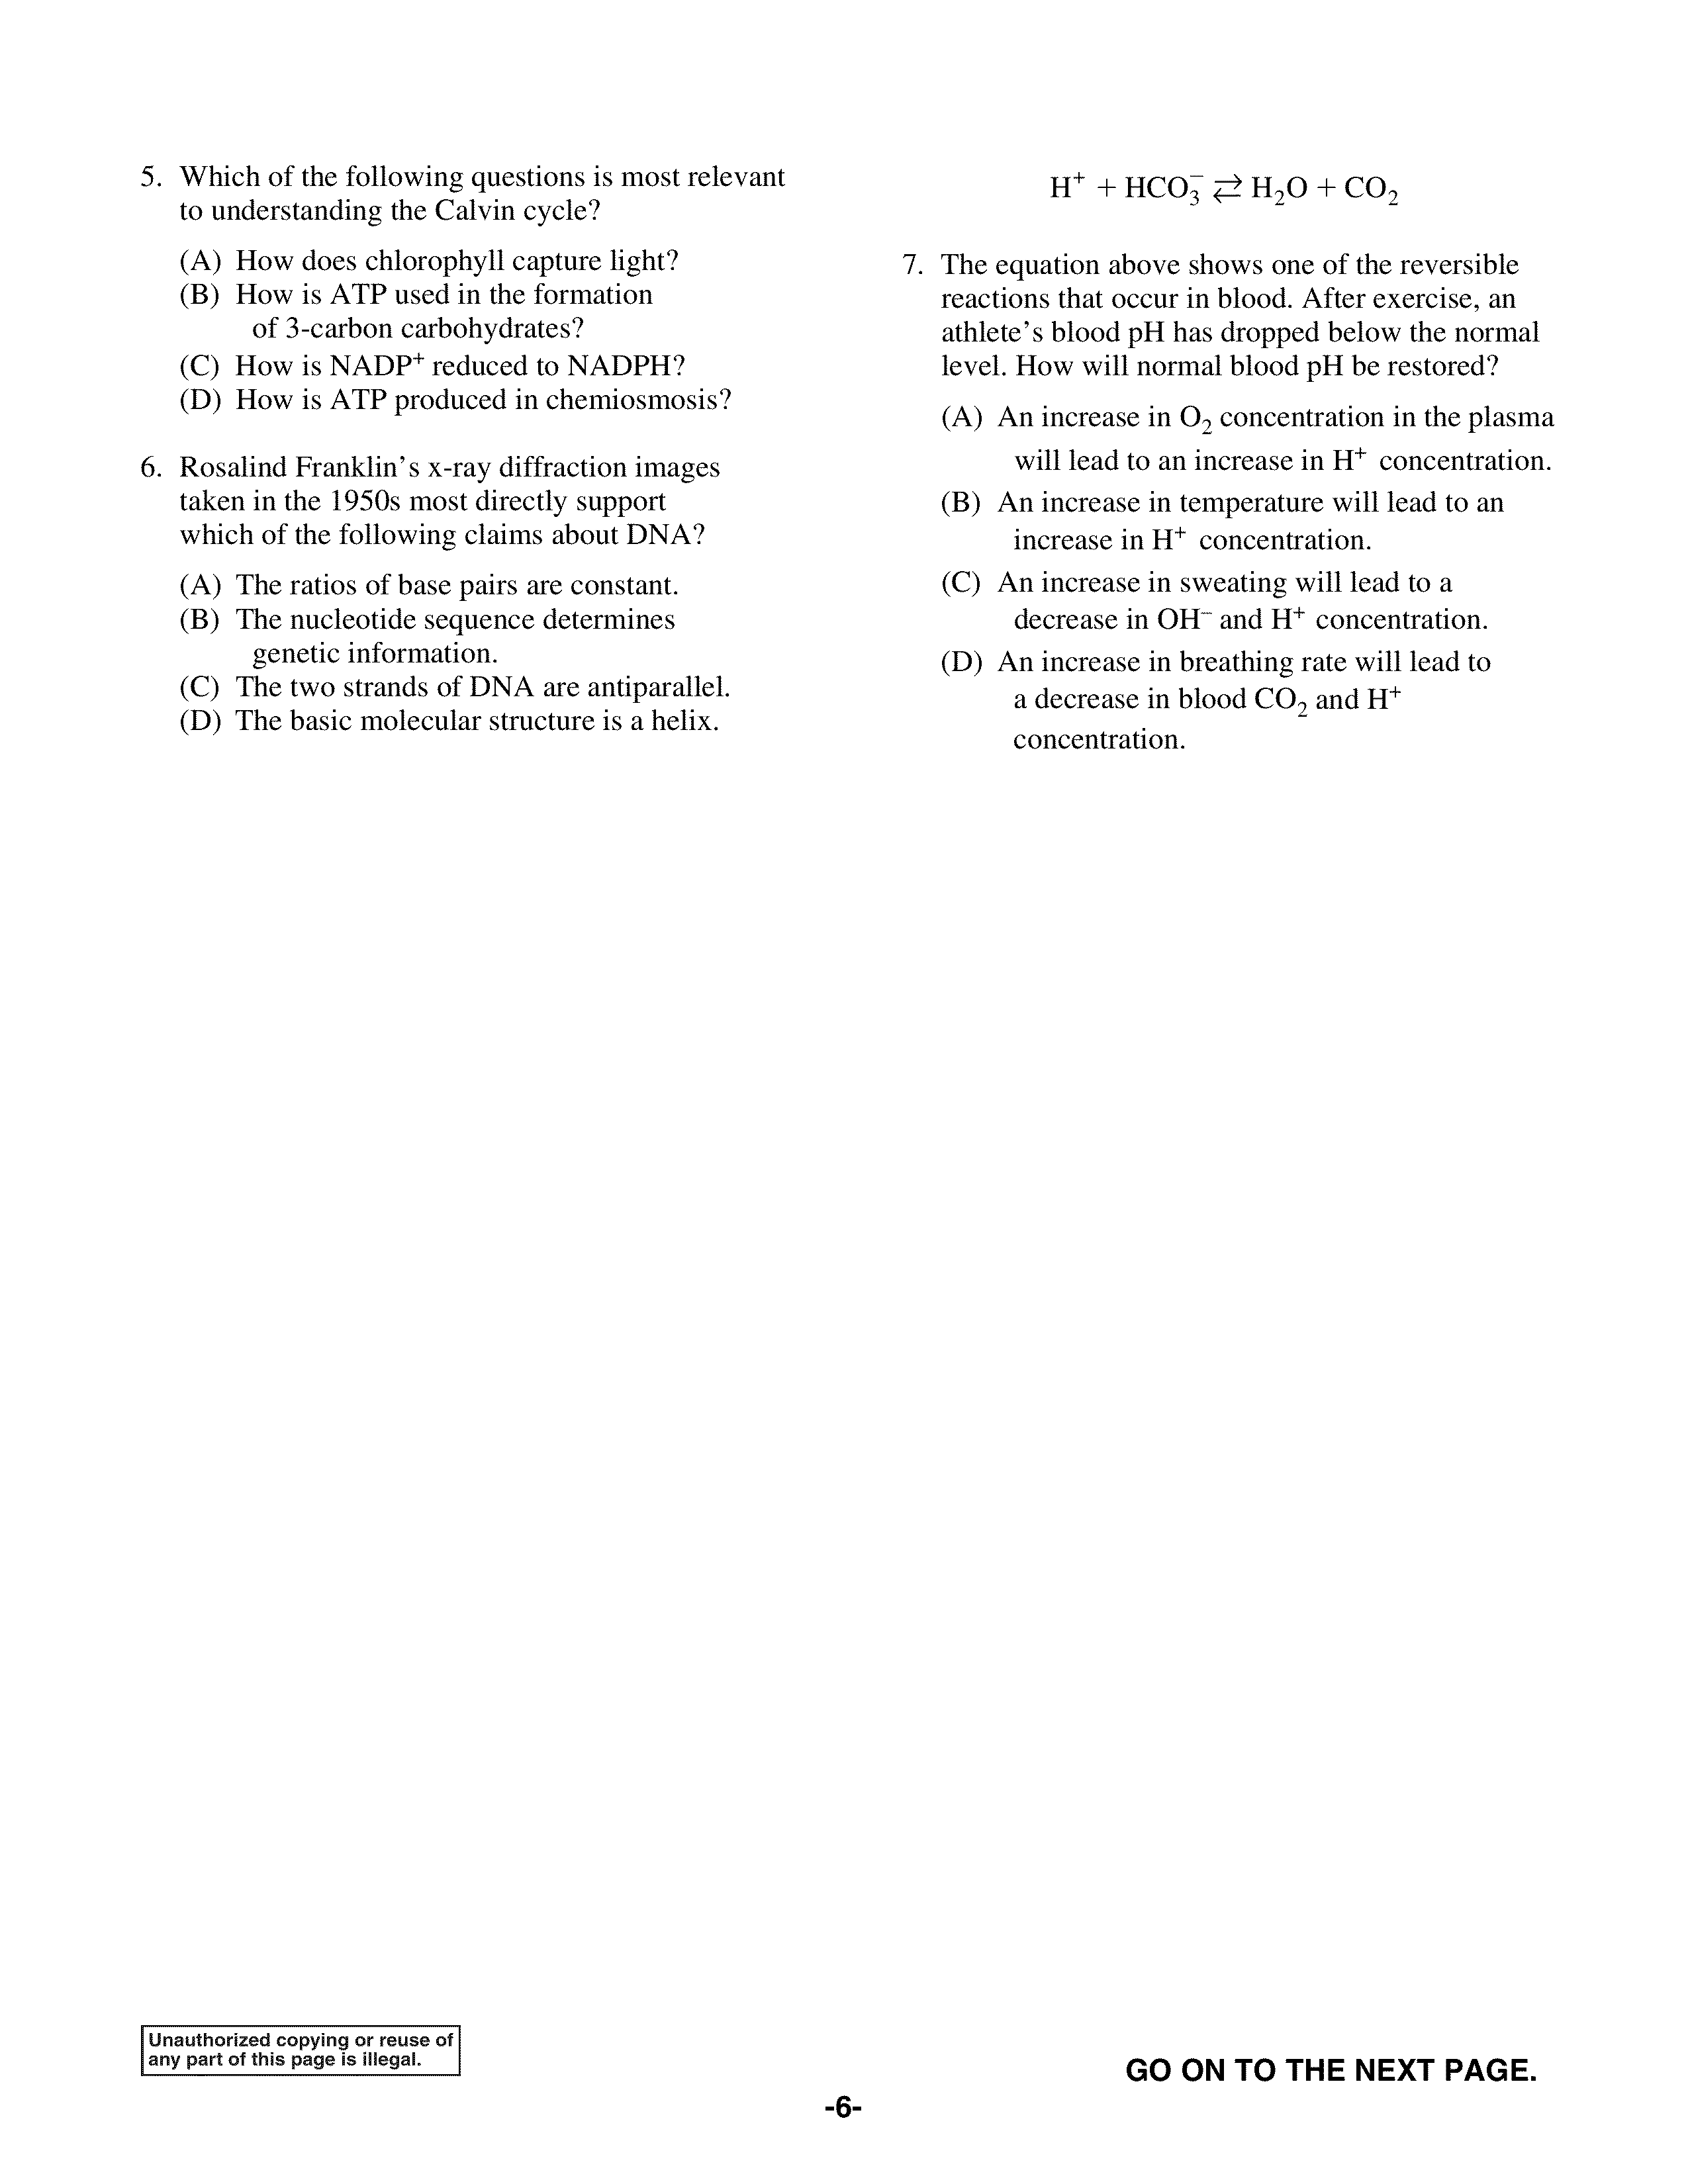 5. Which of the following questions is most relevant
to understanding the Calvin cycle?
(A) How does chlorophyll capture light?
(B) How is ATP used in the formation
of 3-carbon carbohydrates?
(C) How is NADP⁺ reduced to NADPH?
(D) How is ATP produced in chemiosmosis?
6. Rosalind Franklin’s x-ray diffraction images
taken in the 1950s most directly support
which of the following claims about DNA?
(A) The ratios of base pairs are constant.
(B) The nucleotide sequence determines
genetic information.
(C) The two strands of DNA are antiparallel.
(D) The basic molecular structure is a helix.
H⁺ + HCO₃⁻ ⇄ H₂O + CO₂
7. The equation above shows one of the reversible
reactions that occur in blood. After exercise, an
athlete’s blood pH has dropped below the normal
level. How will normal blood pH be restored?
(A) An increase in O₂ concentration in the plasma
will lead to an increase in H⁺ concentration.
(B) An increase in temperature will lead to an
increase in H⁺ concentration.
(C) An increase in sweating will lead to a
decrease in OH⁻ and H⁺ concentration.
(D) An increase in breathing rate will lead to
a decrease in blood CO₂ and H⁺
concentration.
Unauthorized copying or reuse of
any part of this page is illegal.
GO ON TO THE NEXT PAGE.
-6-